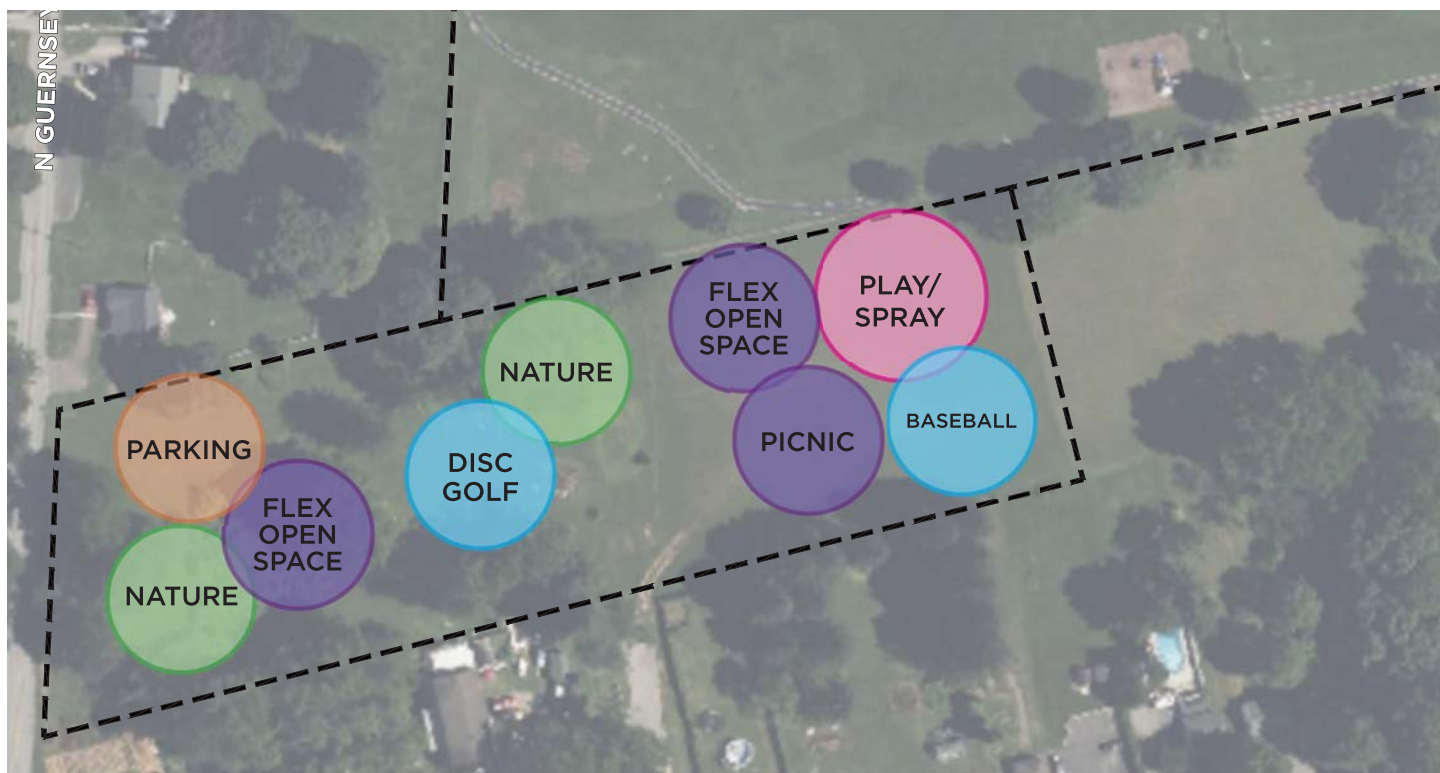 N GUERNSEY
FLEX
OPEN
SPACE
PLAY/
SPRAY
NATURE
BASEBALL
PICNIC
PARKING
DISC
GOLF
FLEX
OPEN
SPACE
NATURE